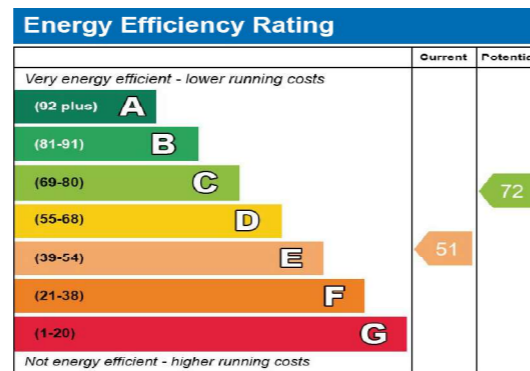 Energy Efficiency Rating
Current Potentia
Very energy efficient - lower running costs
(92 plus) A
(81-91) B
(69-80) C
72
(55-68) D
(39-54) E
51
(21-38) F
(1-20) G
Not energy efficient - higher running costs